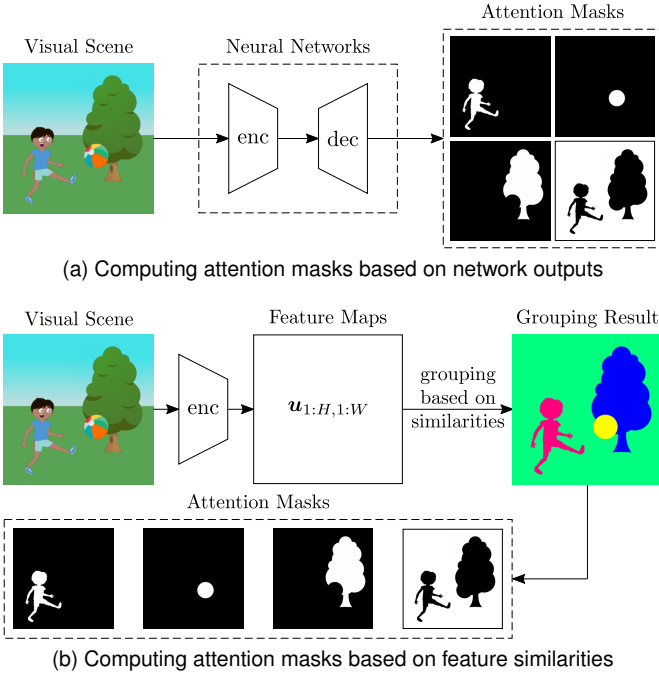 Attention Masks
Visual Scene
Neural Networks
enc
dec
(a) Computing attention masks based on network outputs
Visual Scene
Feature Maps
Grouping Result
enc
u1:H,1:W
grouping
based on
similarities
Attention Masks
(b) Computing attention masks based on feature similarities